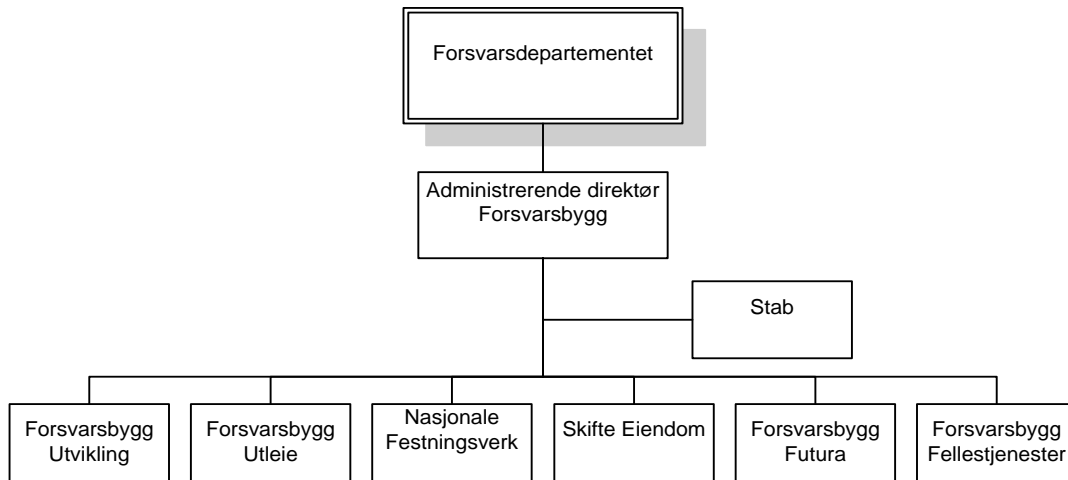 Forsvarsdepartementet
Administrerende direktør
Forsvarsbygg
Stab
Forsvarsbygg
Utvikling
Forsvarsbygg
Utleie
Nasjonale
Festningsverk
Skifte Eiendom
Forsvarsbygg
Futura
Forsvarsbygg
Fellestjenester